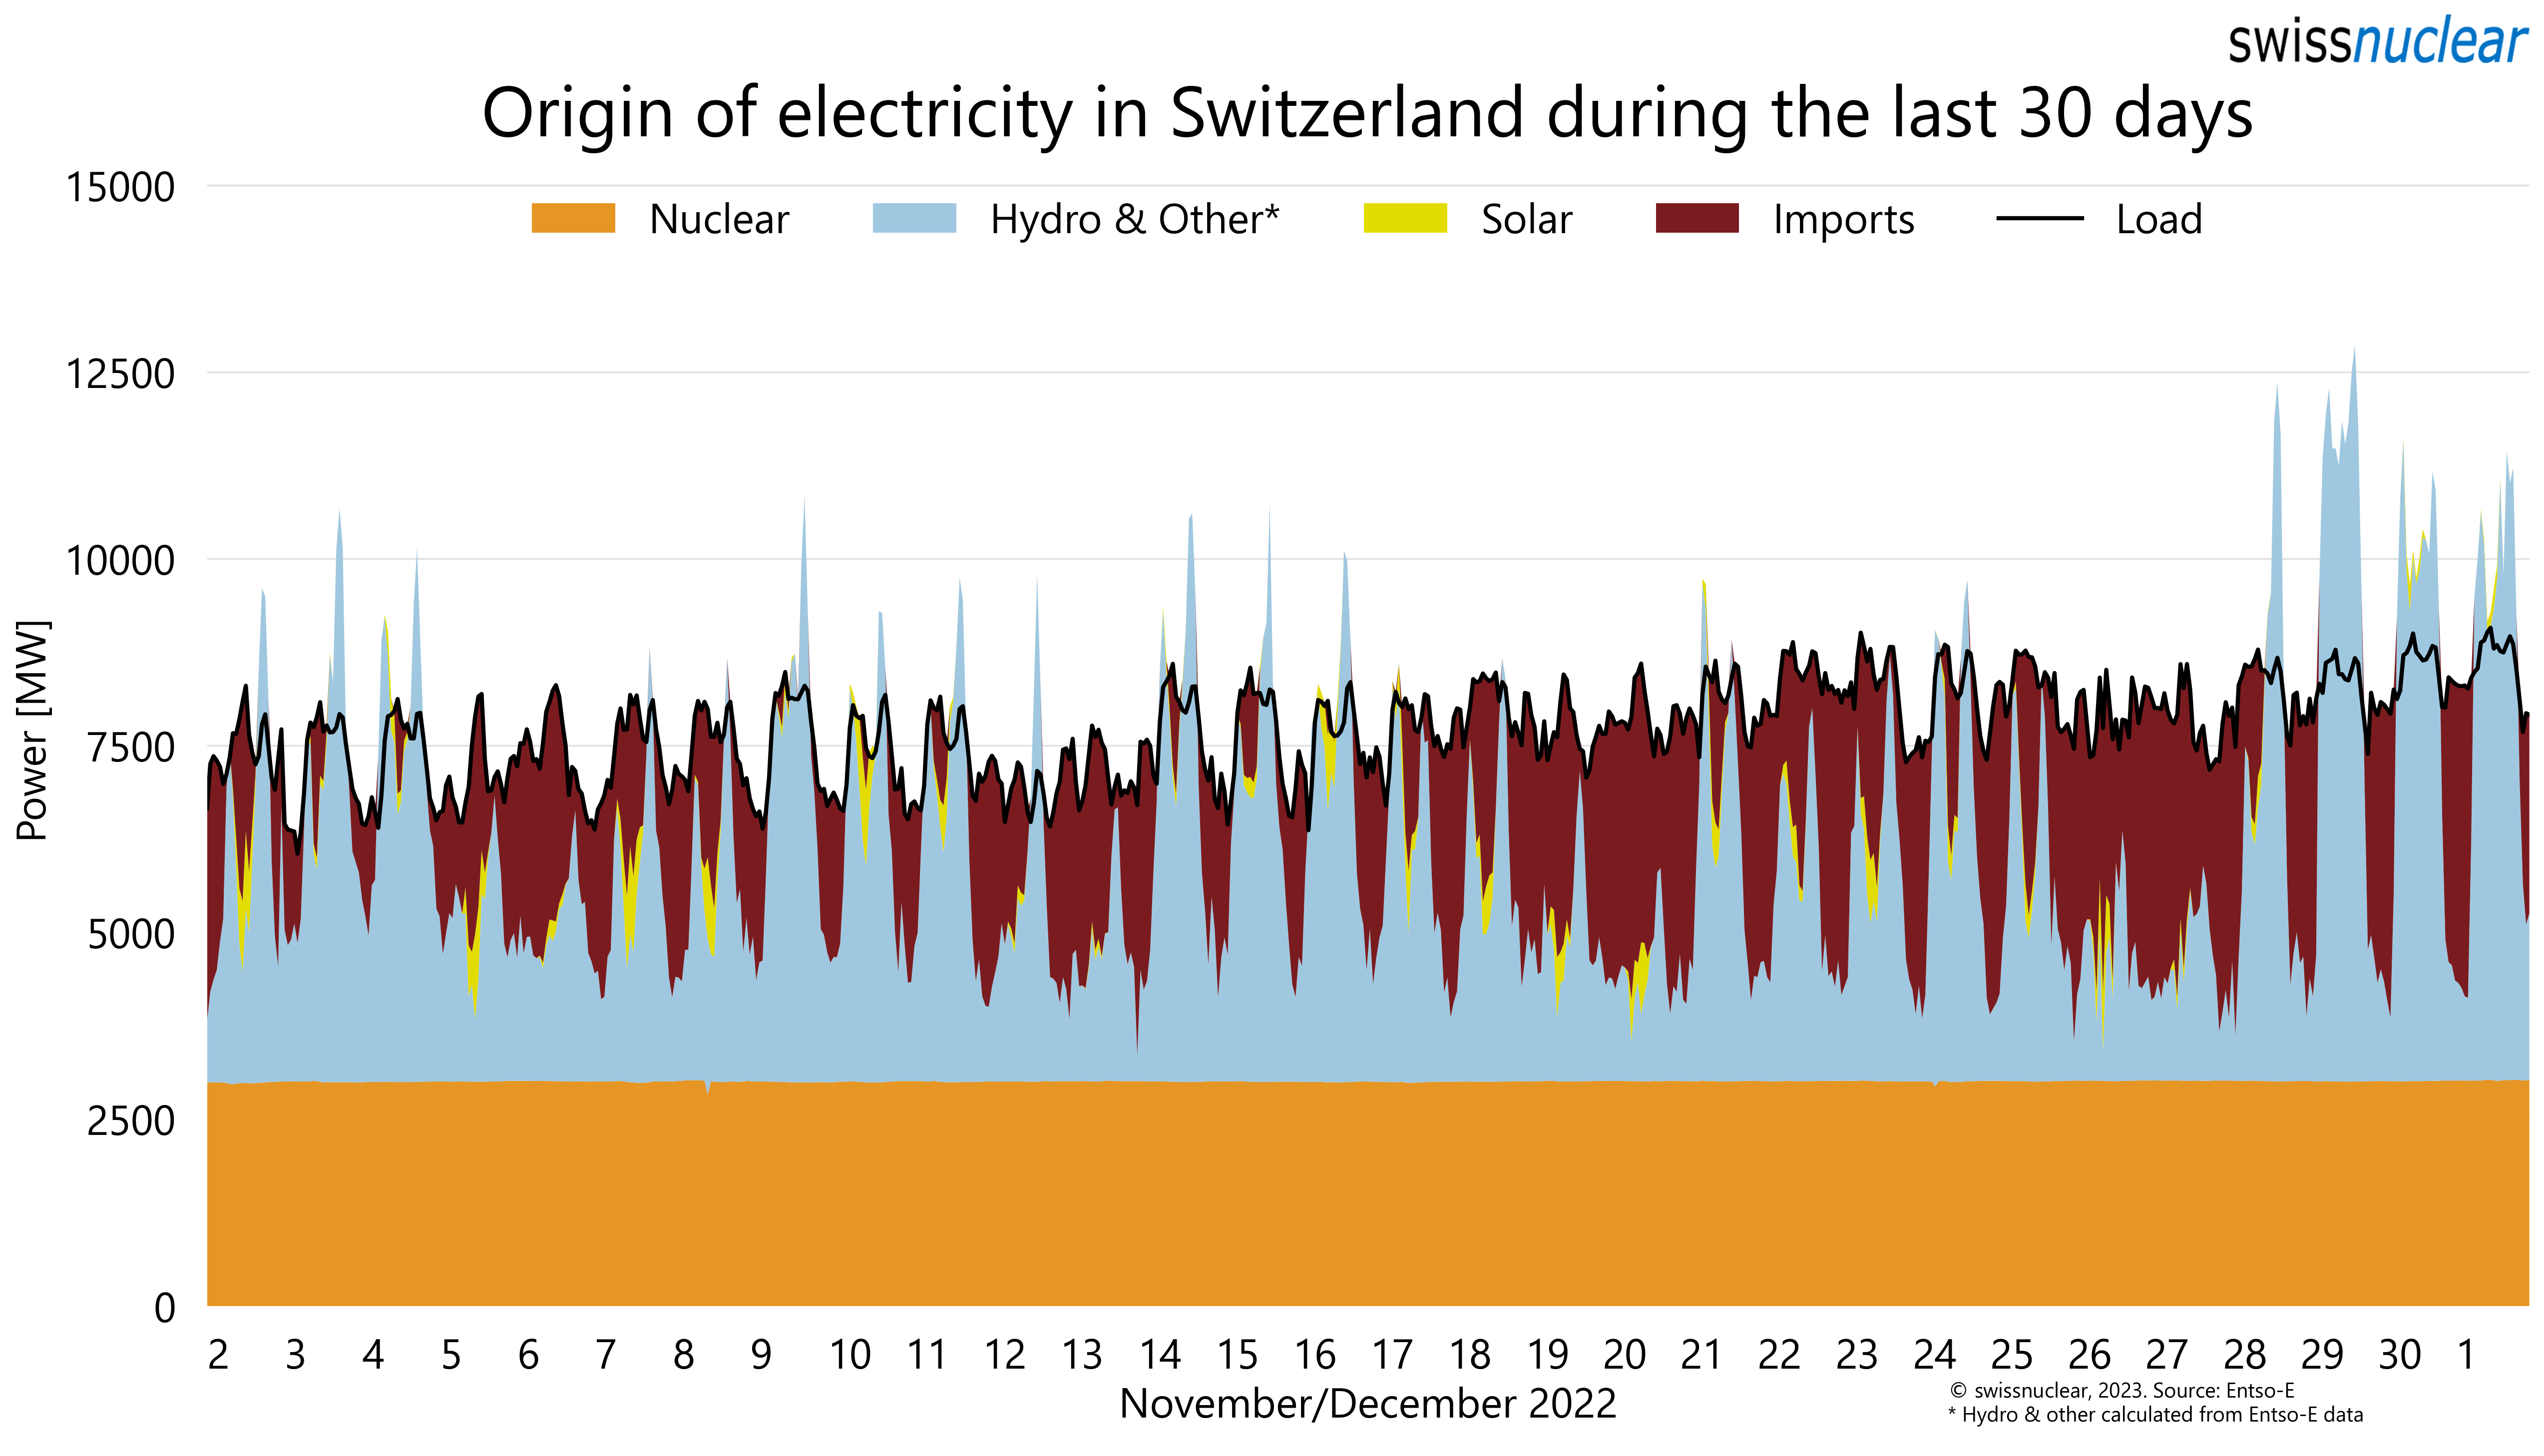 swissnuclear
Origin of electricity in Switzerland during the last 30 days
15000
Nuclear Hydro & Other* Solar Imports Load
12500
10000
7500
5000
2500
0
Power [MW]
2 3 4 5 6 7 8 9 10 11 12 13 14 15 16 17 18 19 20 21 22 23 24 25 26 27 28 29 30 1
November/December 2022
© swissnuclear, 2023. Source: Entso-E
* Hydro & other calculated from Entso-E data